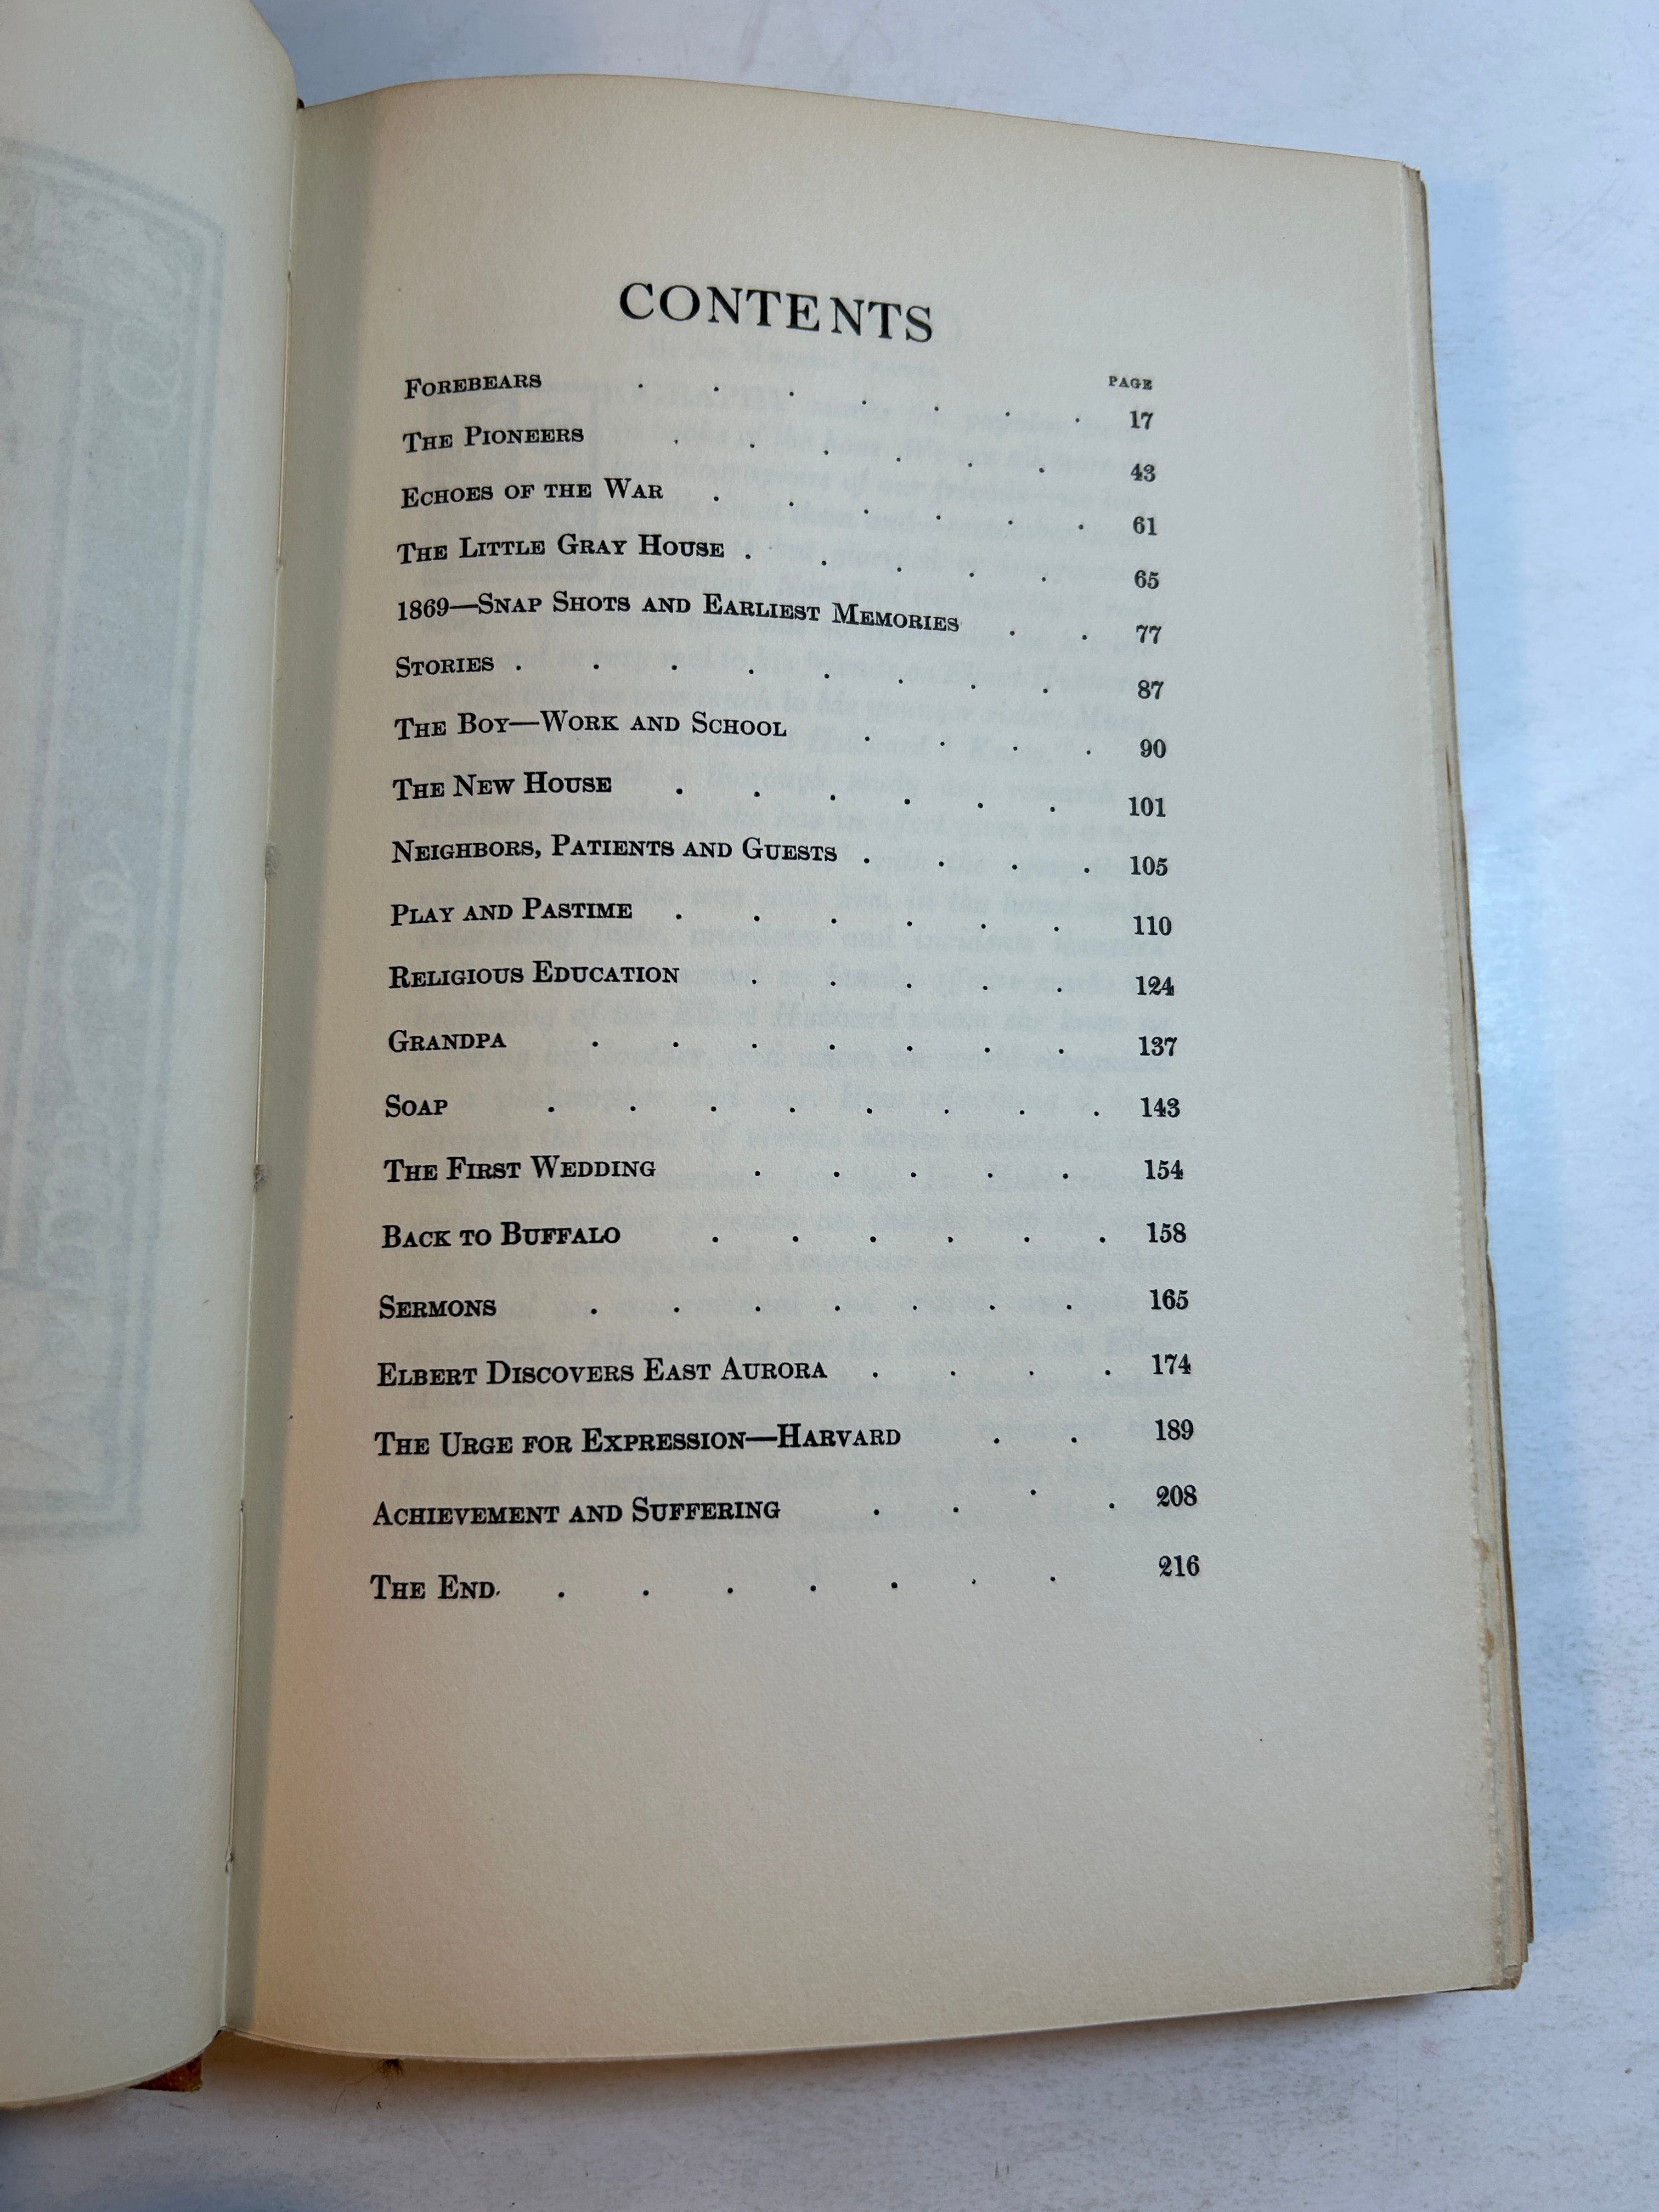 CONTENTS
PAGE
FOREBEARS . . . . . . . 17
THE PIONEERS . . . . . . 43
ECHOES OF THE WAR . . . . . . 61
THE LITTLE GRAY HOUSE . . . . . 65
1869—SNAP SHOTS AND EARLIEST MEMORIES . . 77
STORIES . . . . . . . . 87
THE BOY—WORK AND SCHOOL . . . . 90
THE NEW HOUSE . . . . . . 101
NEIGHBORS, PATIENTS AND GUESTS . . . . 105
PLAY AND PASTIME . . . . . . 110
RELIGIOUS EDUCATION . . . . . 124
GRANDPA . . . . . . . 137
SOAP . . . . . . . . 143
THE FIRST WEDDING . . . . . 154
BACK TO BUFFALO . . . . . . 158
SERMONS . . . . . . . 165
ELBERT DISCOVERS EAST AURORA . . . . 174
THE URGE FOR EXPRESSION—HARVARD . . 189
ACHIEVEMENT AND SUFFERING . . . . 208
THE END. . . . . . . . 216